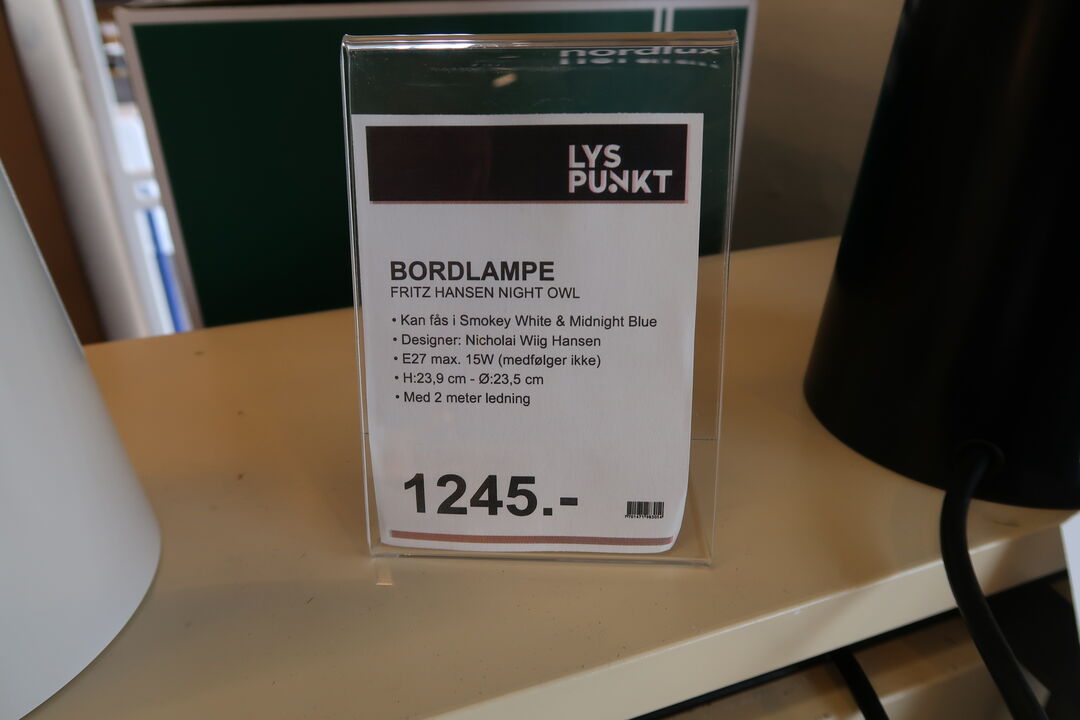 nordlux
LYS
PUNKT
BORDLAMPE
FRITZ HANSEN NIGHT OWL
• Kan fås i Smokey White & Midnight Blue
• Designer: Nicholai Wiig Hansen
• E27 max. 15W (medfølger ikke)
• H:23,9 cm - Ø:23,5 cm
• Med 2 meter ledning
1245.-